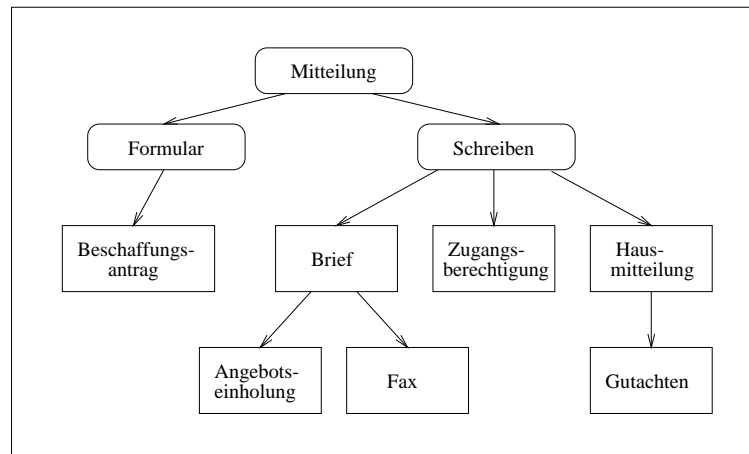 Mitteilung
Formular
Schreiben
Beschaffungs-
antrag
Brief
Zugangs-
berechtigung
Haus-
mitteilung
Angebots-
einholung
Fax
Gutachten